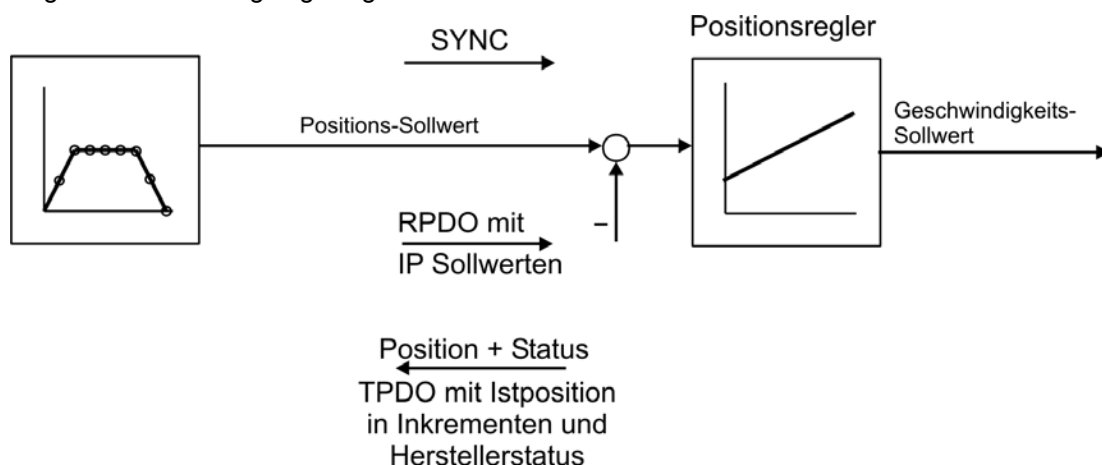 Positionsregler
SYNC
Geschwindigkeits-
Sollwert
Positions-Sollwert
RPDO mit
IP Sollwerten
–
Position + Status
TPDO mit Istposition
in Inkrementen und
Herstellerstatus